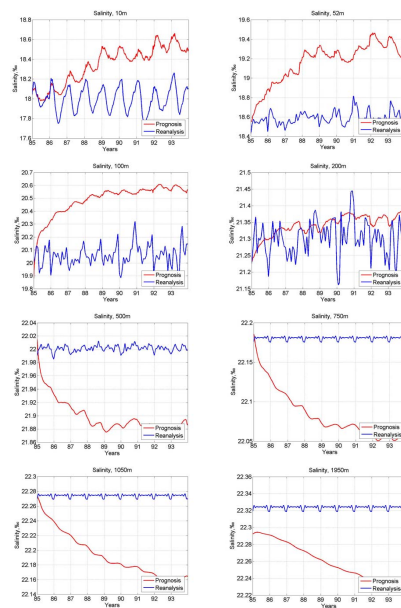 Salinity, 10m
18.8
18.6
18.4
18.2
18
17.8
17.6
Salinity,‰
85 86 87 88 89 90 91 92 93
Years
Prognosis
Reanalysis
Salinity, 52m
19.6
19.4
19.2
19
18.8
18.6
18.4
Salinity,‰
85 86 87 88 89 90 91 92 93
Years
Prognosis
Reanalysis
Salinity, 100m
20.7
20.6
20.5
20.4
20.3
20.2
20.1
20
19.9
19.8
Salinity,‰
85 86 87 88 89 90 91 92 93
Years
Prognosis
Reanalysis
Salinity, 200m
21.5
21.45
21.4
21.35
21.3
21.25
21.2
21.15
Salinity,‰
85 86 87 88 89 90 91 92 93
Years
Prognosis
Reanalysis
Salinity, 500m
22.04
22.02
22
21.98
21.96
21.94
21.92
21.9
21.88
21.86
Salinity,‰
85 86 87 88 89 90 91 92 93
Years
Prognosis
Reanalysis
Salinity, 750m
22.2
22.15
22.1
22.05
Salinity,‰
85 86 87 88 89 90 91 92 93
Years
Prognosis
Reanalysis
Salinity, 1050m
22.3
22.28
22.26
22.24
22.22
22.2
22.18
22.16
22.14
Salinity,‰
85 86 87 88 89 90 91 92 93
Years
Prognosis
Reanalysis
Salinity, 1950m
22.36
22.34
22.32
22.3
22.28
22.26
22.24
22.22
Salinity,‰
85 86 87 88 89 90 91 92 93
Years
Prognosis
Reanalysis